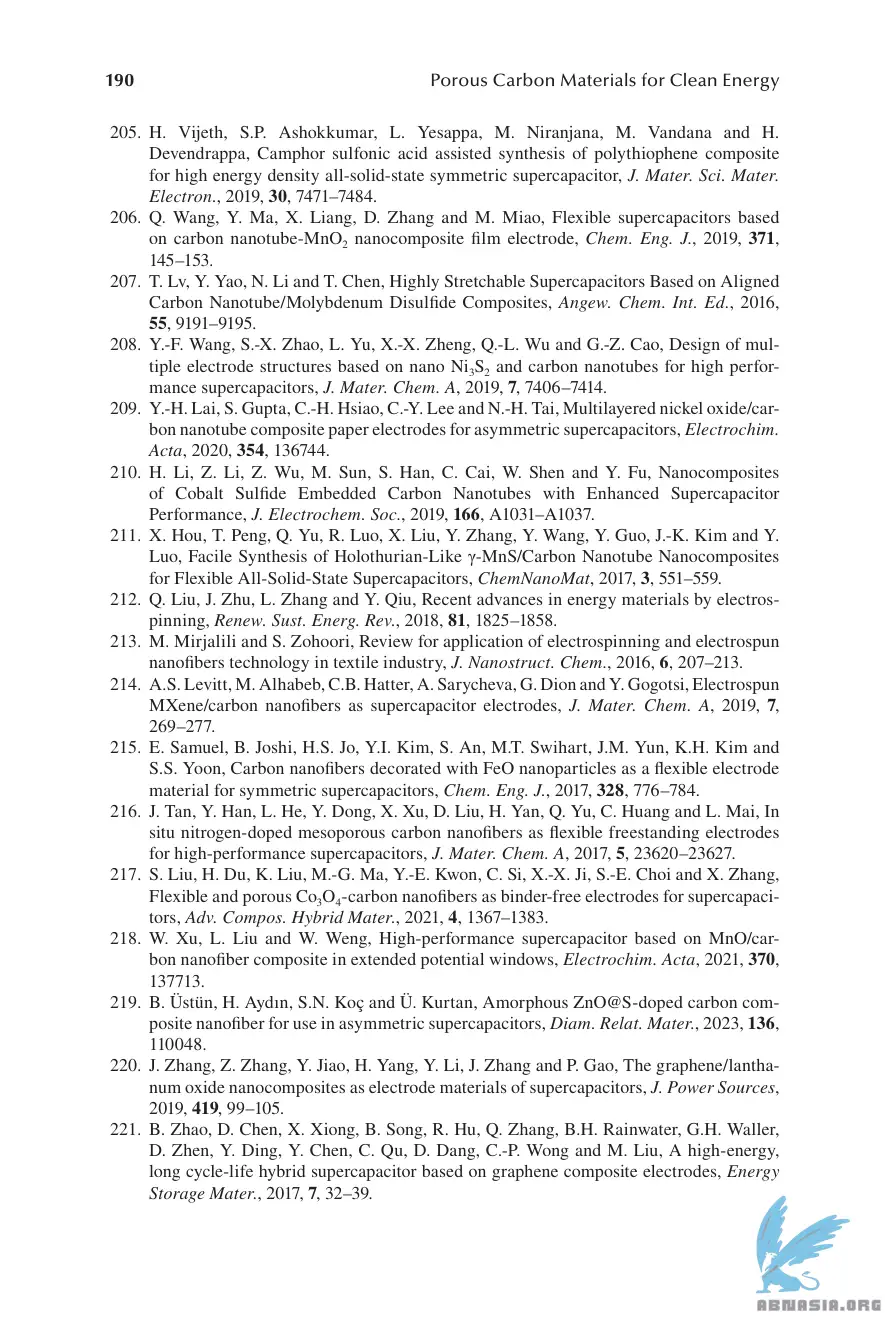 190 Porous Carbon Materials for Clean Energy
205. H. Vijeth, S.P. Ashokkumar, L. Yesappa, M. Niranjana, M. Vandana and H.
Devendrappa, Camphor sulfonic acid assisted synthesis of polythiophene composite
for high energy density all-solid-state symmetric supercapacitor, J. Mater. Sci. Mater.
Electron., 2019, 30, 7471–7484.
206. Q. Wang, Y. Ma, X. Liang, D. Zhang and M. Miao, Flexible supercapacitors based
on carbon nanotube-MnO₂ nanocomposite film electrode, Chem. Eng. J., 2019, 371,
145–153.
207. T. Lv, Y. Yao, N. Li and T. Chen, Highly Stretchable Supercapacitors Based on Aligned
Carbon Nanotube/Molybdenum Disulfide Composites, Angew. Chem. Int. Ed., 2016,
55, 9191–9195.
208. Y.-F. Wang, S.-X. Zhao, L. Yu, X.-X. Zheng, Q.-L. Wu and G.-Z. Cao, Design of mul-
tiple electrode structures based on nano Ni₃S₂ and carbon nanotubes for high perfor-
mance supercapacitors, J. Mater. Chem. A, 2019, 7, 7406–7414.
209. Y.-H. Lai, S. Gupta, C.-H. Hsiao, C.-Y. Lee and N.-H. Tai, Multilayered nickel oxide/car-
bon nanotube composite paper electrodes for asymmetric supercapacitors, Electrochim.
Acta, 2020, 354, 136744.
210. H. Li, Z. Li, Z. Wu, M. Sun, S. Han, C. Cai, W. Shen and Y. Fu, Nanocomposites
of Cobalt Sulfide Embedded Carbon Nanotubes with Enhanced Supercapacitor
Performance, J. Electrochem. Soc., 2019, 166, A1031–A1037.
211. X. Hou, T. Peng, Q. Yu, R. Luo, X. Liu, Y. Zhang, Y. Wang, Y. Guo, J.-K. Kim and Y.
Luo, Facile Synthesis of Holothurian-Like γ-MnS/Carbon Nanotube Nanocomposites
for Flexible All-Solid-State Supercapacitors, ChemNanoMat, 2017, 3, 551–559.
212. Q. Liu, J. Zhu, L. Zhang and Y. Qiu, Recent advances in energy materials by electros-
pinning, Renew. Sust. Energ. Rev., 2018, 81, 1825–1858.
213. M. Mirjalili and S. Zohoori, Review for application of electrospinning and electrospun
nanofibers technology in textile industry, J. Nanostruct. Chem., 2016, 6, 207–213.
214. A.S. Levitt, M. Alhabeb, C.B. Hatter, A. Sarycheva, G. Dion and Y. Gogotsi, Electrospun
MXene/carbon nanofibers as supercapacitor electrodes, J. Mater. Chem. A, 2019, 7,
269–277.
215. E. Samuel, B. Joshi, H.S. Jo, Y.I. Kim, S. An, M.T. Swihart, J.M. Yun, K.H. Kim and
S.S. Yoon, Carbon nanofibers decorated with FeO nanoparticles as a flexible electrode
material for symmetric supercapacitors, Chem. Eng. J., 2017, 328, 776–784.
216. J. Tan, Y. Han, L. He, Y. Dong, X. Xu, D. Liu, H. Yan, Q. Yu, C. Huang and L. Mai, In
situ nitrogen-doped mesoporous carbon nanofibers as flexible freestanding electrodes
for high-performance supercapacitors, J. Mater. Chem. A, 2017, 5, 23620–23627.
217. S. Liu, H. Du, K. Liu, M.-G. Ma, Y.-E. Kwon, C. Si, X.-X. Ji, S.-E. Choi and X. Zhang,
Flexible and porous Co₃O₄-carbon nanofibers as binder-free electrodes for supercapaci-
tors, Adv. Compos. Hybrid Mater., 2021, 4, 1367–1383.
218. W. Xu, L. Liu and W. Weng, High-performance supercapacitor based on MnO/car-
bon nanofiber composite in extended potential windows, Electrochim. Acta, 2021, 370,
137713.
219. B. Üstün, H. Aydın, S.N. Koç and Ü. Kurtan, Amorphous ZnO@S-doped carbon com-
posite nanofiber for use in asymmetric supercapacitors, Diam. Relat. Mater., 2023, 136,
110048.
220. J. Zhang, Z. Zhang, Y. Jiao, H. Yang, Y. Li, J. Zhang and P. Gao, The graphene/lantha-
num oxide nanocomposites as electrode materials of supercapacitors, J. Power Sources,
2019, 419, 99–105.
221. B. Zhao, D. Chen, X. Xiong, B. Song, R. Hu, Q. Zhang, B.H. Rainwater, G.H. Waller,
D. Zhen, Y. Ding, Y. Chen, C. Qu, D. Dang, C.-P. Wong and M. Liu, A high-energy,
long cycle-life hybrid supercapacitor based on graphene composite electrodes, Energy
Storage Mater., 2017, 7, 32–39.
ABNASIA.ORG